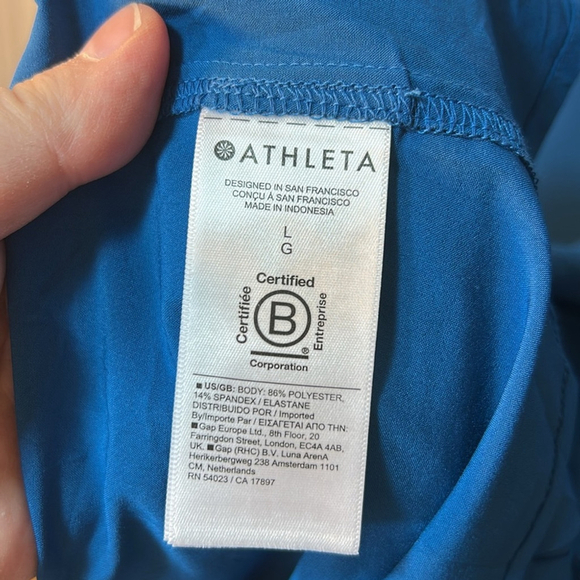 ATHLETA
DESIGNED IN SAN FRANCISCO
CONÇU À SAN FRANCISCO
MADE IN INDONESIA
L
G
Certified
Certifiée
B
®
Entreprise
Corporation
■ US/GB: BODY: 86% POLYESTER,
14% SPANDEX / ELASTANE
DISTRIBUIDO POR / Imported
By/Importe Par / ΕΙΣΑΓΕΤΑΙ ΑΠΟ ΤΗΝ:
■ Gap Europe Ltd., 8th Floor, 20
Farringdon Street, London, EC4A 4AB,
UK. ■ Gap (RHC) B.V. Luna ArenA
Herikerbergweg 238 Amsterdam 1101
CM, Netherlands
RN 54023 / CA 17897